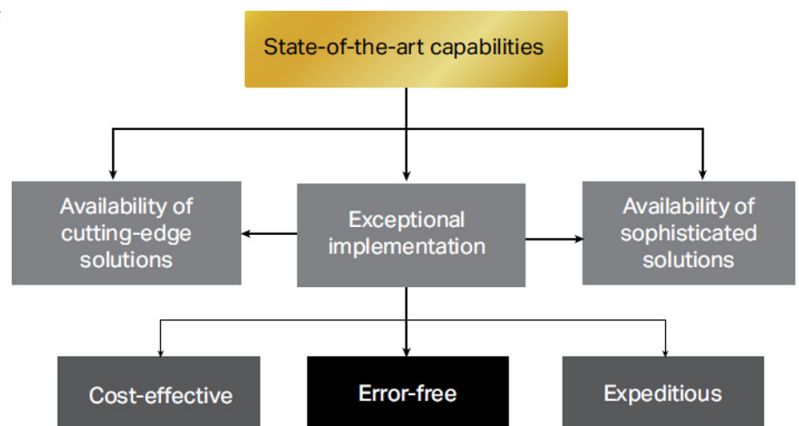 State-of-the-art capabilities
Availability of
cutting-edge
solutions
Exceptional
implementation
Availability of
sophisticated
solutions
Cost-effective
Error-free
Expeditious